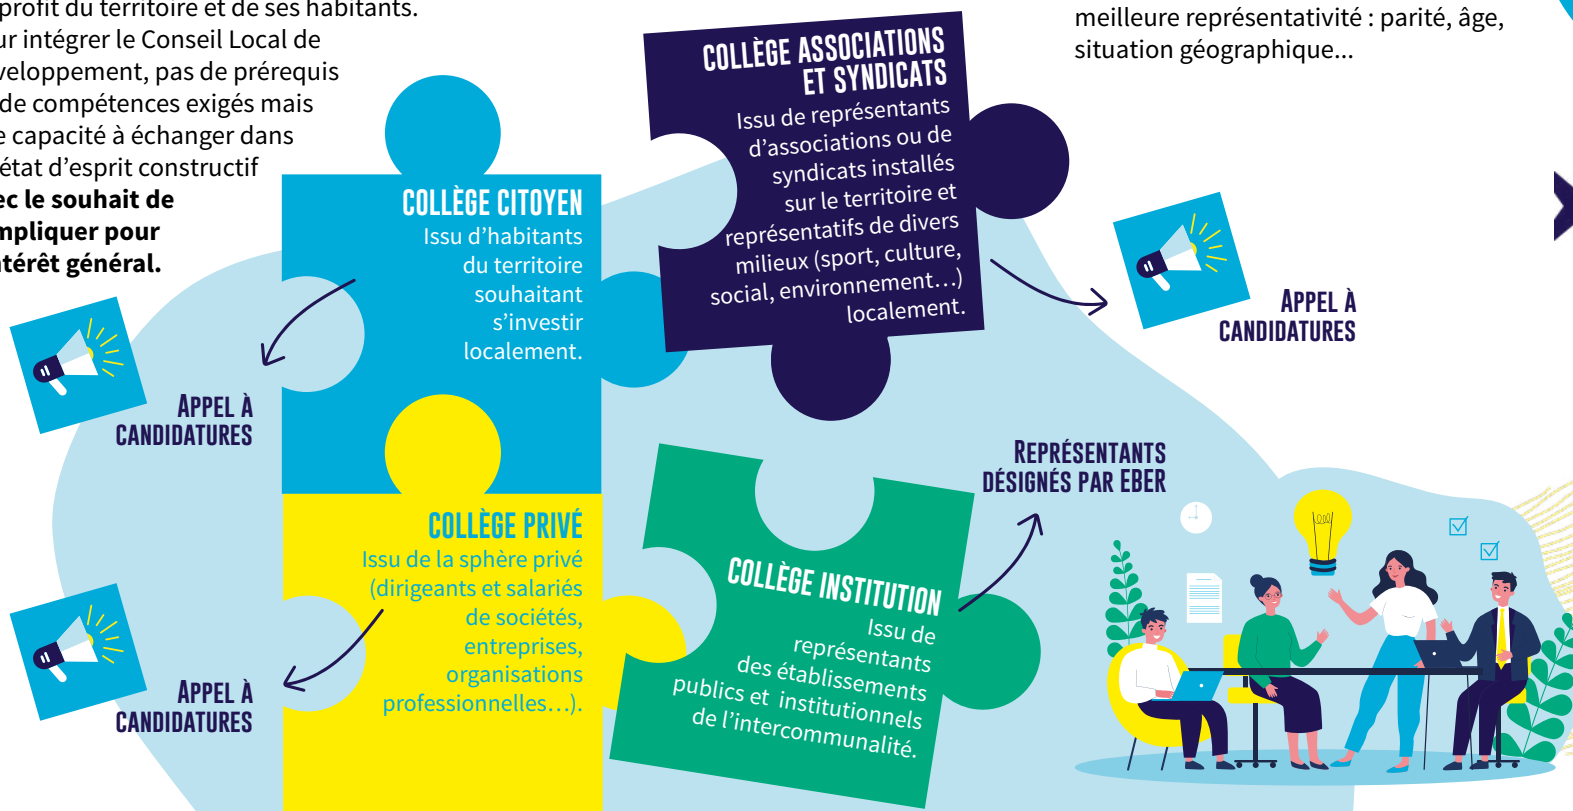 profit du territoire et de ses habitants.
ur intégrer le Conseil Local de
veloppement, pas de prérequis
de compétences exigés mais
e capacité à échanger dans
état d'esprit constructif
ec le souhait de
mpliquer pour
ntérêt général.
meilleure représentativité : parité, âge,
situation géographique...
COLLÈGE ASSOCIATIONS
ET SYNDICATS
Issu de représentants
d'associations ou de
syndicats installés
sur le territoire et
représentatifs de divers
milieux (sport, culture,
social, environnement...)
localement.
APPEL À
CANDIDATURES
COLLÈGE CITOYEN
Issu d'habitants
du territoire
souhaitant
s'investir
localement.
APPEL À
CANDIDATURES
COLLÈGE PRIVÉ
Issu de la sphère privé
(dirigeants et salariés
de sociétés,
entreprises,
organisations
professionnelles...).
APPEL À
CANDIDATURES
REPRÉSENTANTS
DÉSIGNÉS PAR EBER
COLLÈGE INSTITUTION
Issu de
représentants
des établissements
publics et institutionnels
de l'intercommunalité.